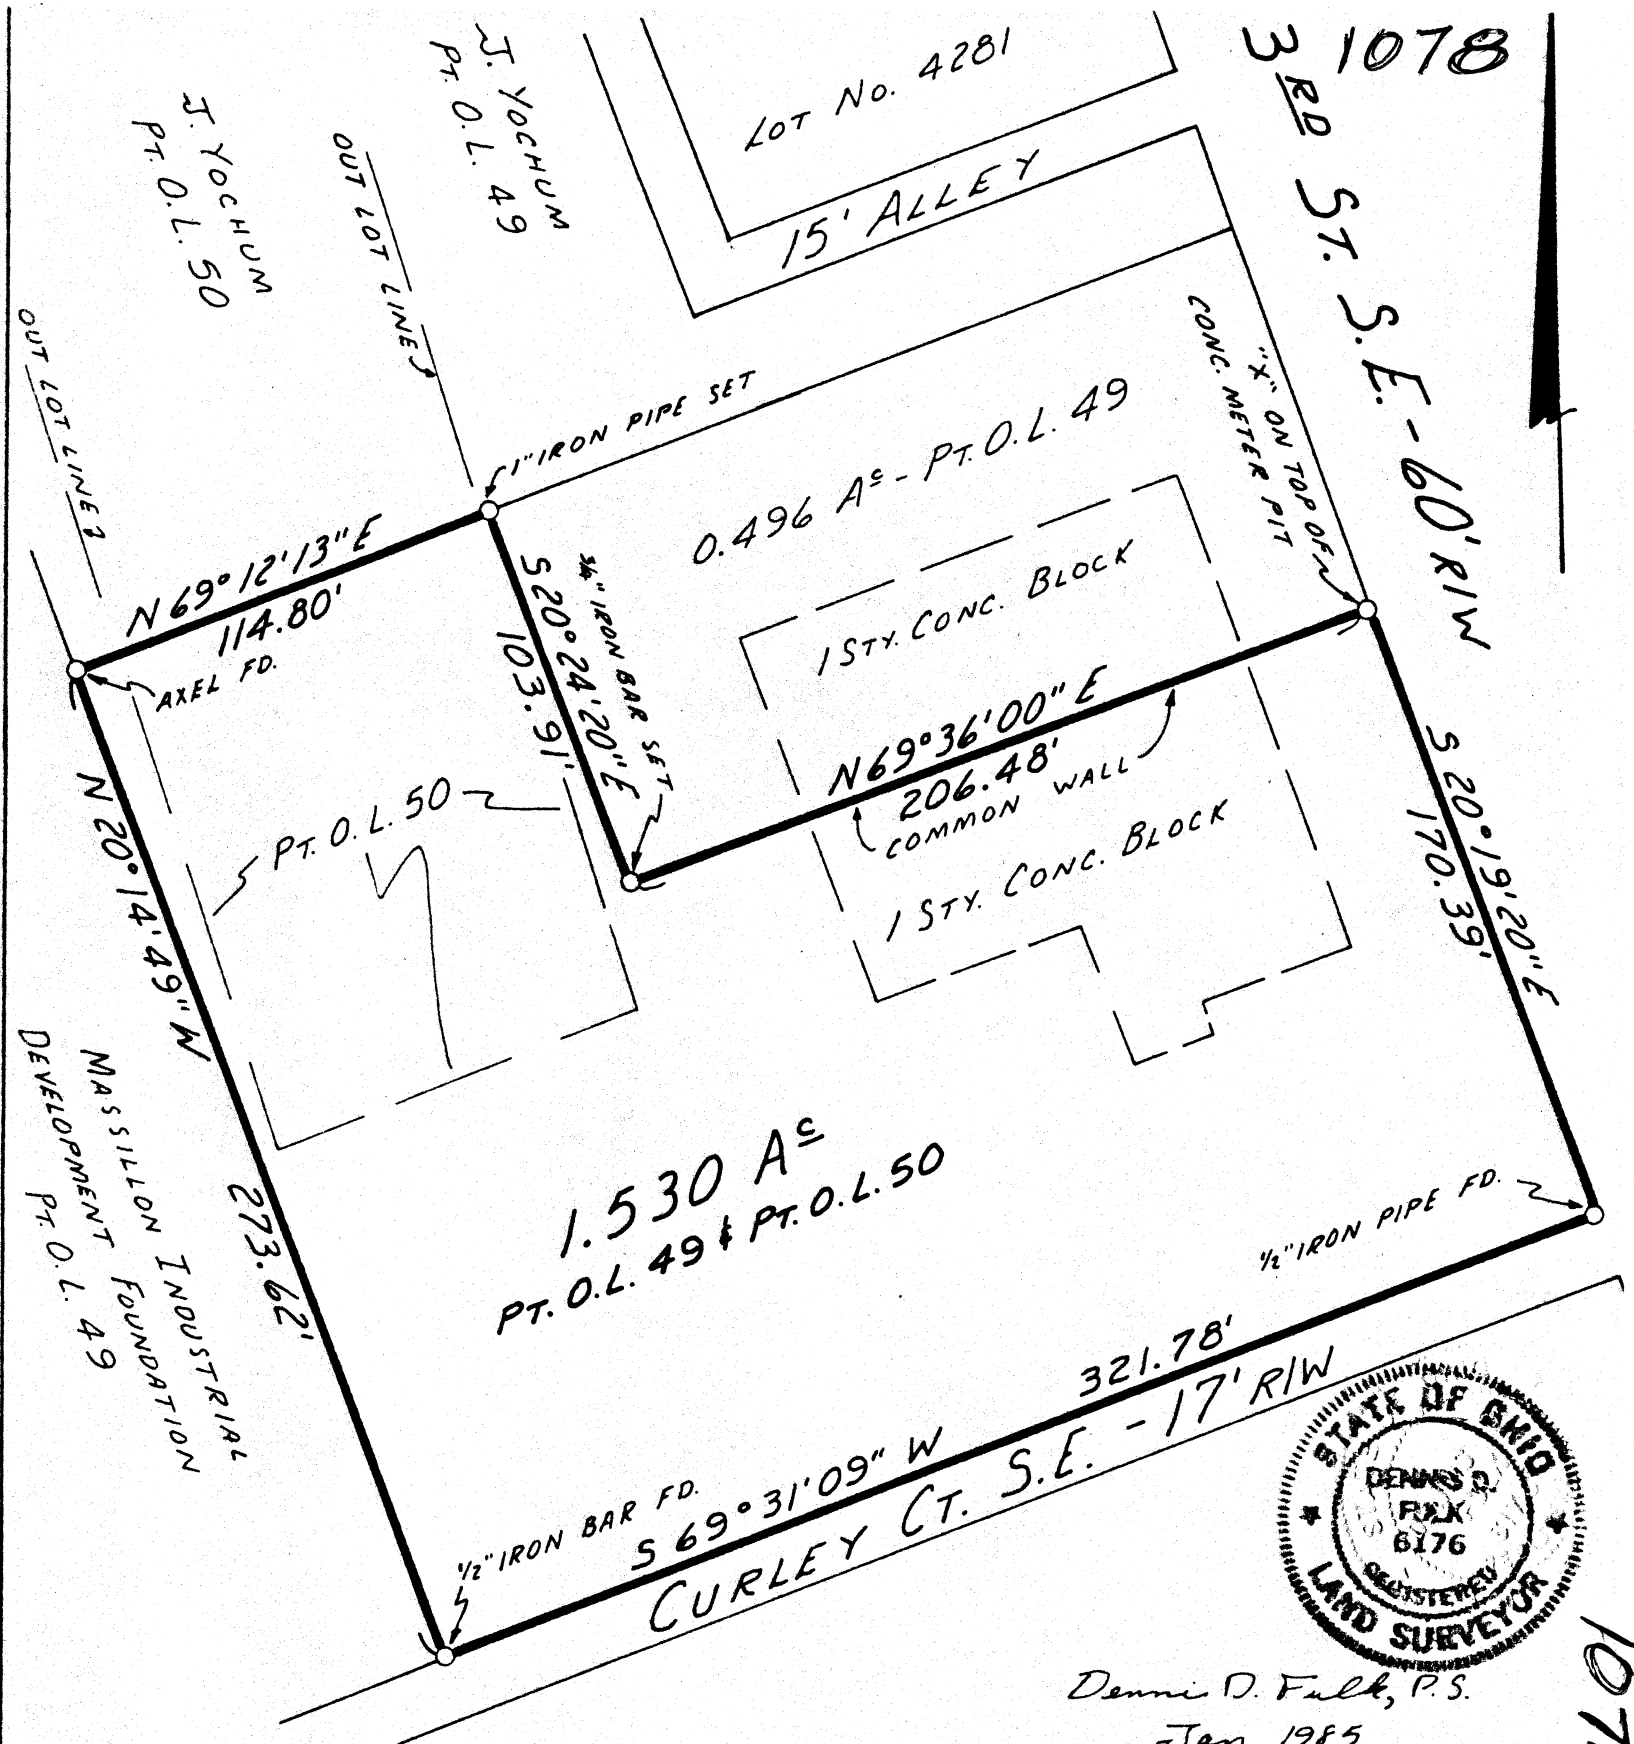 1078
3RD ST. S.E. - 60' R/W
LOT NO. 4281
15' ALLEY
J. YOCHUM
PT. O.L. 49
J. YOCHUM
PT. O.L. 50
OUT LOT LINE
OUT LOT LINE
"X" ON TOP OF
CONC. METER PIT
1" IRON PIPE SET
0.496 Ac - PT. O.L. 49
1 STY. CONC. BLOCK
N 69° 12' 13" E
114.80'
AXEL FD.
S 20° 24' 20" E
103.91'
IRON BAR SET
N 69° 36' 00" E
206.48'
COMMON WALL
1 STY. CONC. BLOCK
S 20° 19' 20" E
170.39'
PT. O.L. 50
N 20° 14' 49" W
273.62'
MASSILLON INDUSTRIAL
DEVELOPMENT FOUNDATION
PT. O.L. 49
1.530 Ac
PT. O.L. 49 & PT. O.L. 50
1/2" IRON PIPE FD.
321.78'
S 69° 31' 09" W
1/2" IRON BAR FD.
CURLEY CT. S.E. - 17' R/W
STATE OF OHIO
DENNIS D.
FULK
6176
REGISTERED
LAND SURVEYOR
Dennis D. Fulk, P.S.
Jan. 1985
107